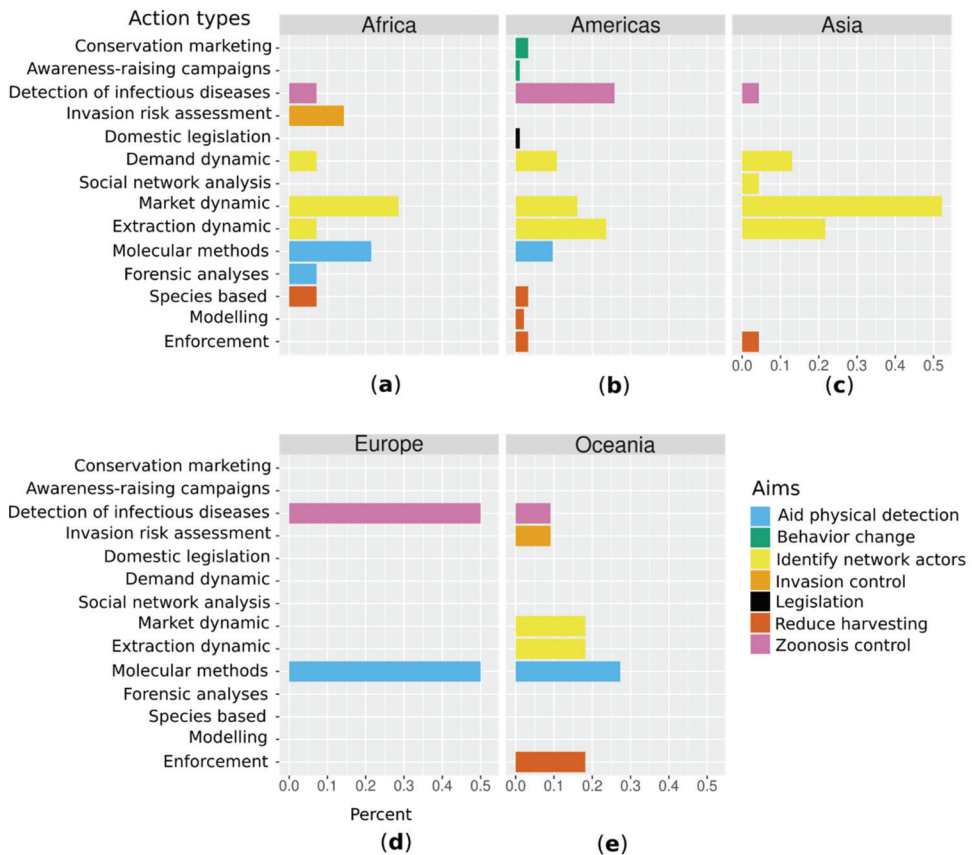 Action types
Africa
Americas
Asia
Conservation marketing
Awareness-raising campaigns
Detection of infectious diseases
Invasion risk assessment
Domestic legislation
Demand dynamic
Social network analysis
Market dynamic
Extraction dynamic
Molecular methods
Forensic analyses
Species based
Modelling
Enforcement
0.0 0.1 0.2 0.3 0.4 0.5
(a)
(b)
(c)
Europe
Oceania
Conservation marketing
Awareness-raising campaigns
Detection of infectious diseases
Invasion risk assessment
Domestic legislation
Demand dynamic
Social network analysis
Market dynamic
Extraction dynamic
Molecular methods
Forensic analyses
Species based
Modelling
Enforcement
0.0 0.1 0.2 0.3 0.4 0.5
0.0 0.1 0.2 0.3 0.4 0.5
Percent
(d)
(e)
Aims
Aid physical detection
Behavior change
Identify network actors
Invasion control
Legislation
Reduce harvesting
Zoonosis control